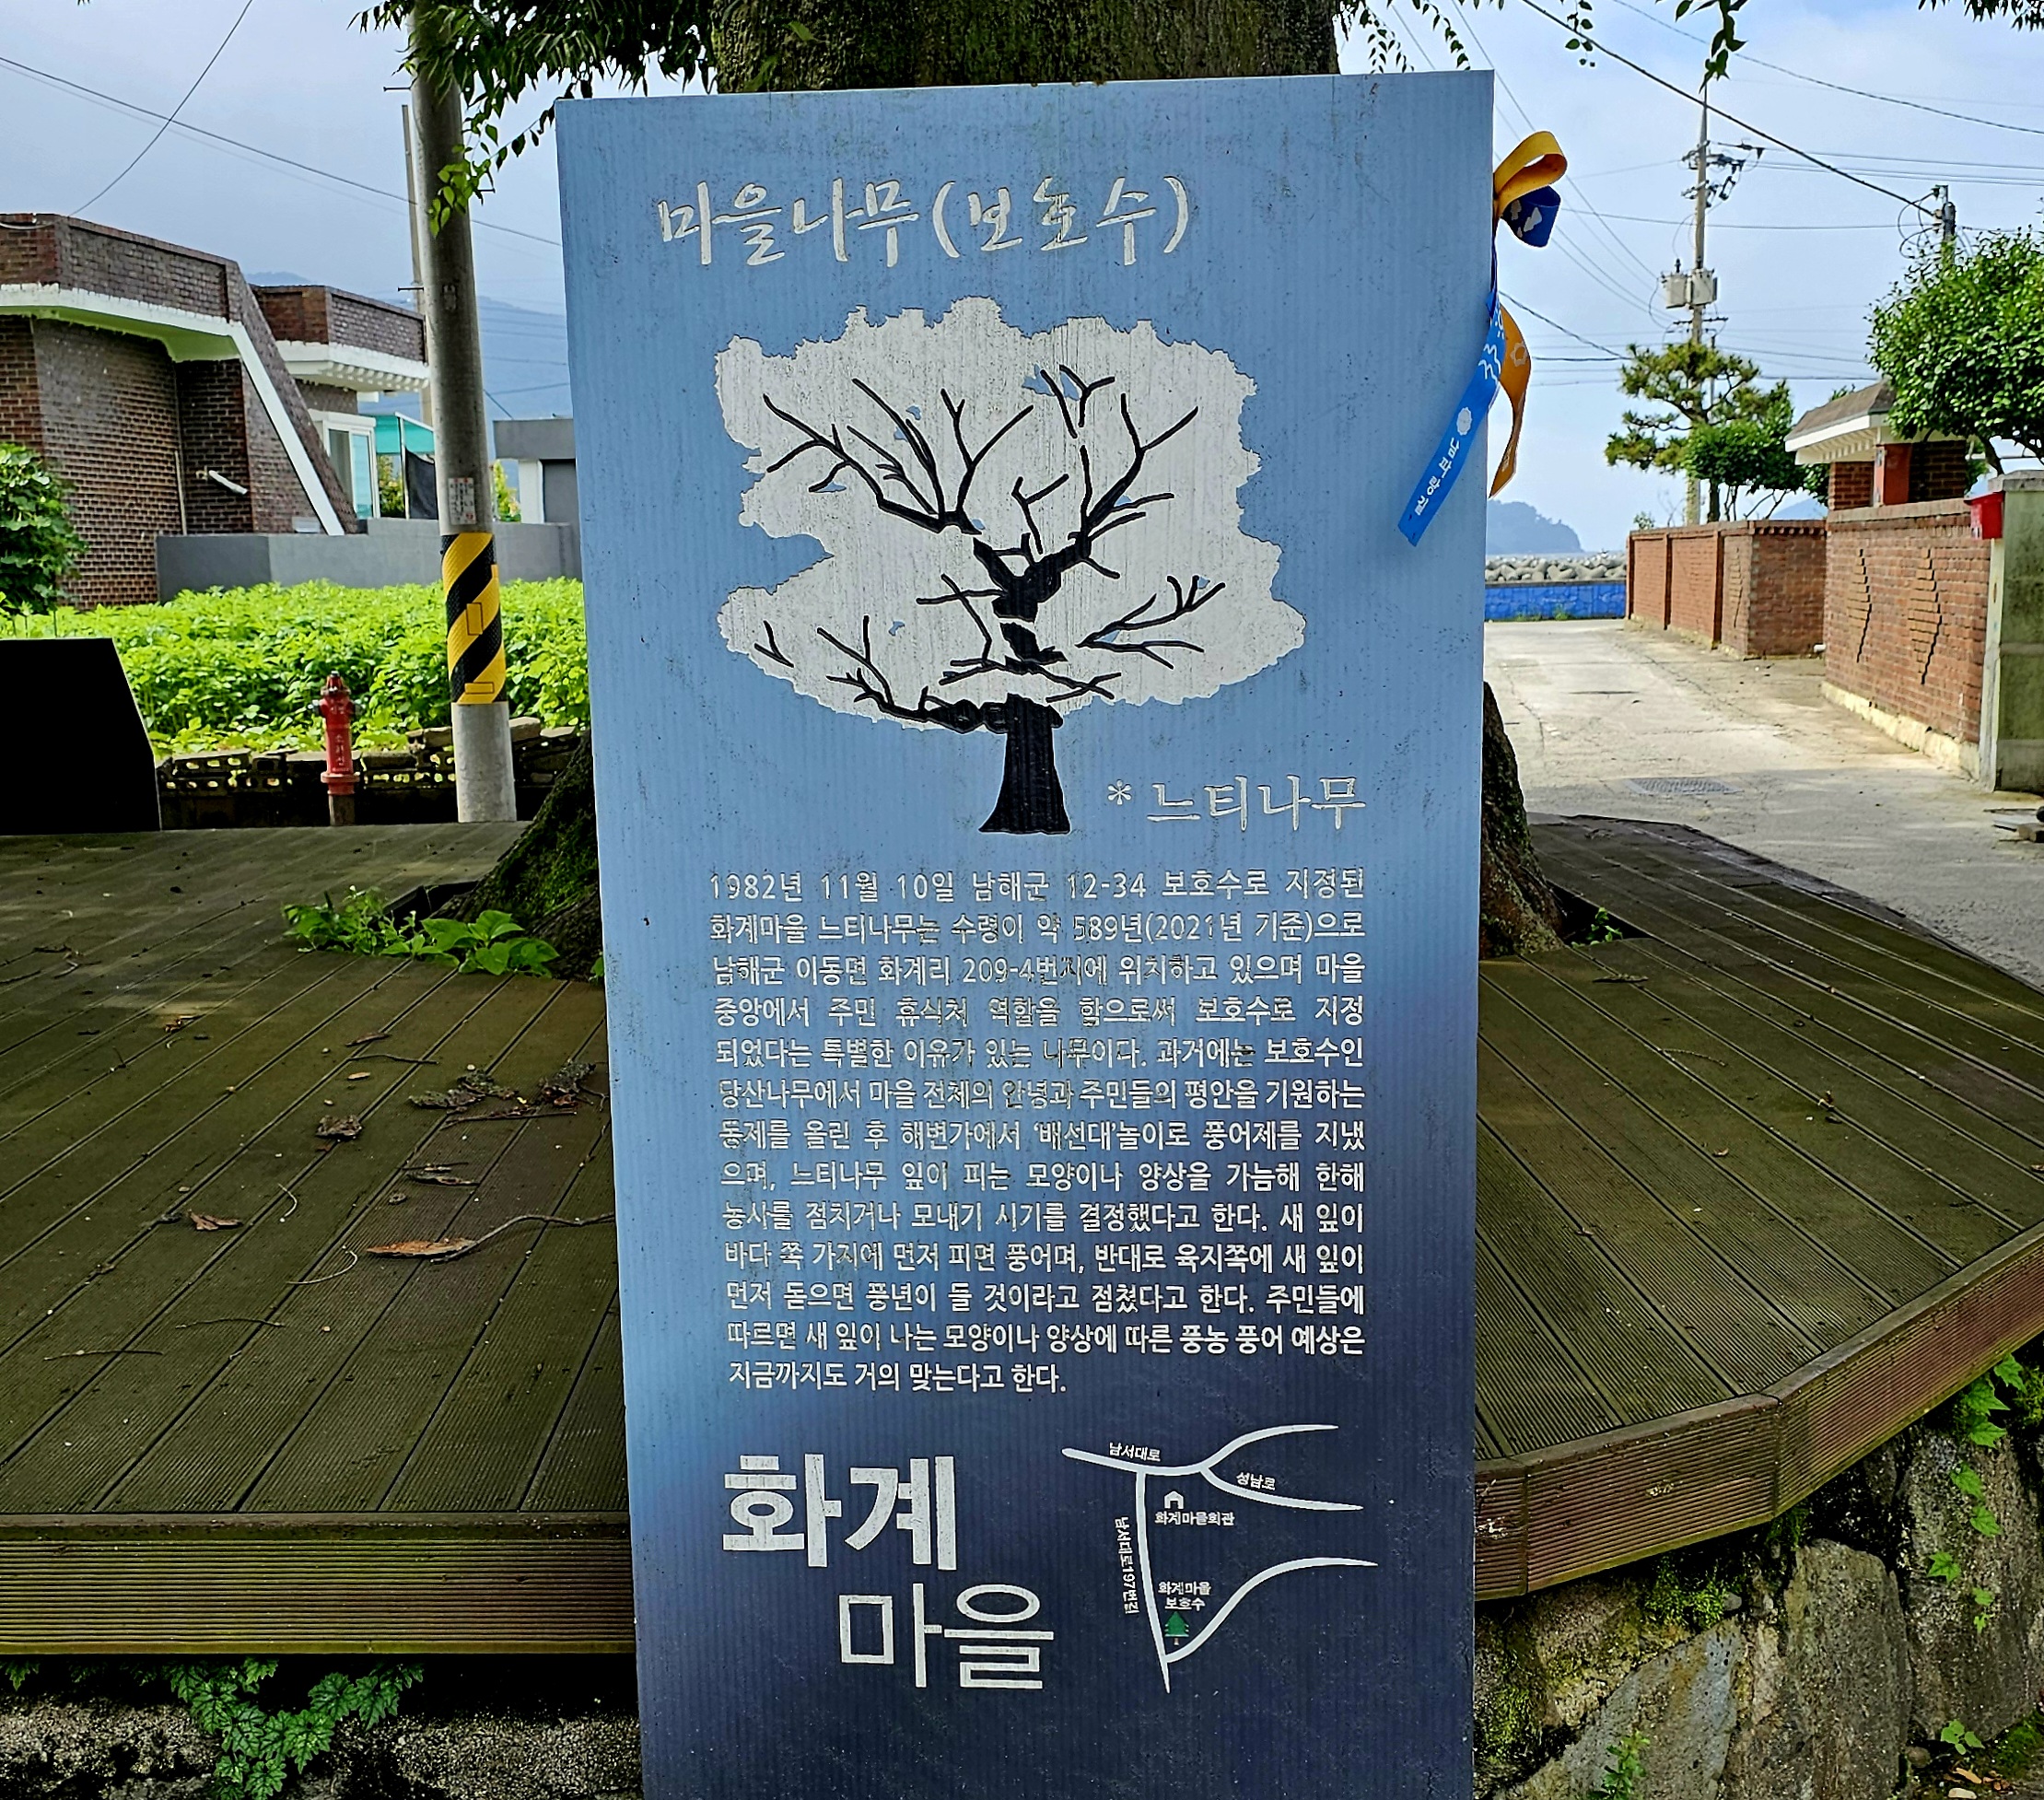 마을나무(보호수)
* 느티나무
1982년 11월 10일 남해군 12-34 보호수로 지정된
화계마을 느티나무는 수령이 약 589년(2021년 기준)으로
남해군 이동면 화계리 209-4번지에 위치하고 있으며 마을
중앙에서 주민 휴식처 역할을 함으로써 보호수로 지정
되었다는 특별한 이유가 있는 나무이다. 과거에는 보호수인
당산나무에서 마을 전체의 안녕과 주민들의 평안을 기원하는
동제를 올린 후 해변가에서 '배선대'놀이로 풍어제를 지냈
으며, 느티나무 잎이 피는 모양이나 양상을 가늠해 한해
농사를 점치거나 모내기 시기를 결정했다고 한다. 새 잎이
바다 쪽 가지에 먼저 피면 풍어며, 반대로 육지쪽에 새 잎이
먼저 돋으면 풍년이 들 것이라고 점쳤다고 한다. 주민들에
따르면 새 잎이 나는 모양이나 양상에 따른 풍농 풍어 예상은
지금까지도 거의 맞는다고 한다.
화계
마을
남서대로
성남로
화계마을회관
남서대로197번길
화계마을
보호수
남파랑길